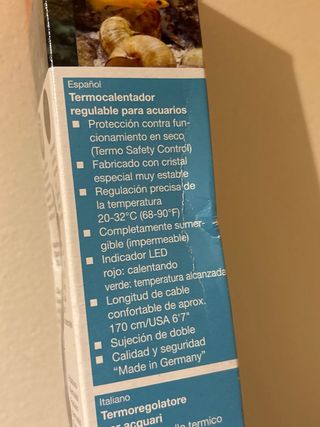 Español
Termocalentador
regulable para acuarios
■ Protección contra fun-
cionamiento en seco
(Termo Safety Control)
■ Fabricado con cristal
especial muy estable
■ Regulación precisa de
la temperatura
20-32°C (68-90°F)
■ Completamente sumer-
gible (impermeable)
■ Indicador LED
rojo: calentando
verde: temperatura alcanzada
■ Longitud de cable
confortable de aprox.
170 cm/USA 6'7"
■ Sujeción de doble
■ Calidad y seguridad
"Made in Germany"
Italiano
Termoregolatore
acquari
termico